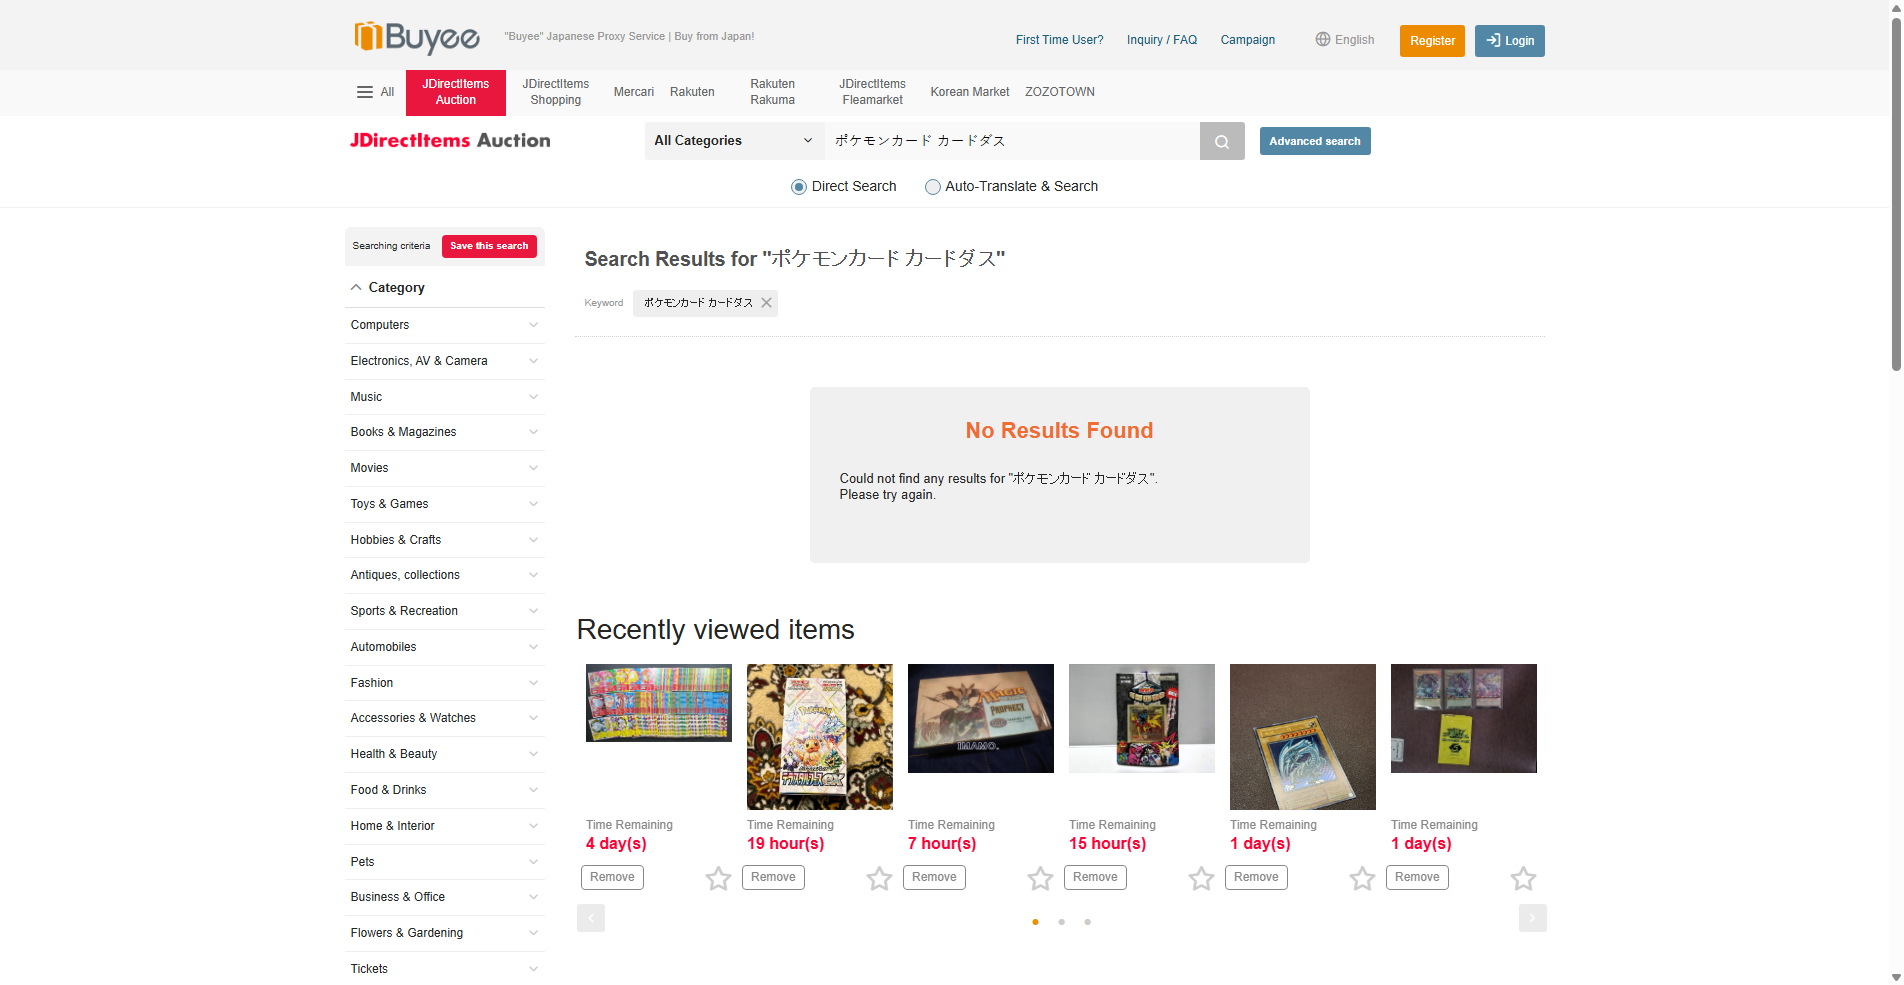 Buyee
"Buyee" Japanese Proxy Service | Buy from Japan!
First Time User?
Inquiry / FAQ
Campaign
English
Register
Login
All
JDirectItems
Auction
JDirectItems
Shopping
Mercari
Rakuten
Rakuten
Rakuma
JDirectItems
Fleamarket
Korean Market
ZOZOTOWN
JDirectItems Auction
All Categories
ポケモンカード カードダス
Advanced search
Direct Search
Auto-Translate & Search
Searching criteria
Save this search
Category
Computers
Electronics, AV & Camera
Music
Books & Magazines
Movies
Toys & Games
Hobbies & Crafts
Antiques, collections
Sports & Recreation
Automobiles
Fashion
Accessories & Watches
Health & Beauty
Food & Drinks
Home & Interior
Pets
Business & Office
Flowers & Gardening
Tickets
Search Results for "ポケモンカード カードダス"
Keyword
ポケモンカード カードダス
No Results Found
Could not find any results for "ポケモンカード カードダス".
Please try again.
Recently viewed items
MAGIC
PROPHECY
IMAMO.
Time Remaining
4 day(s)
Remove
Time Remaining
19 hour(s)
Remove
Time Remaining
7 hour(s)
Remove
Time Remaining
15 hour(s)
Remove
Time Remaining
1 day(s)
Remove
Time Remaining
1 day(s)
Remove